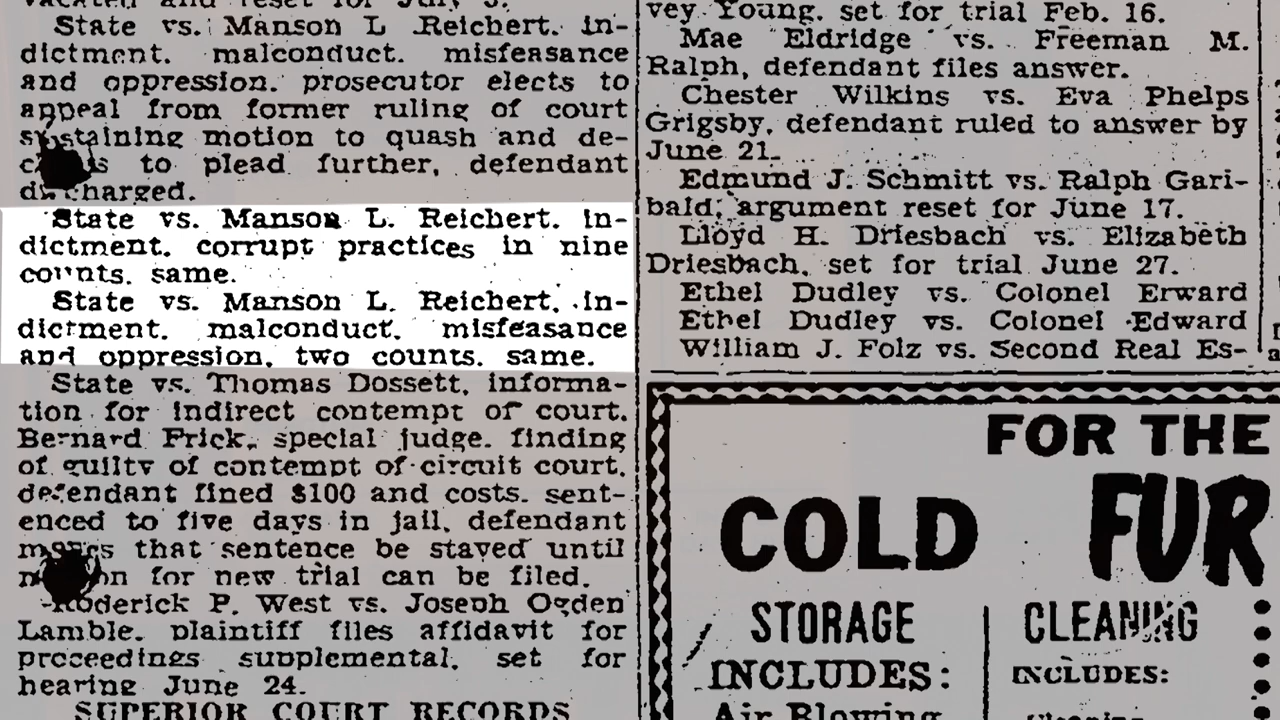 vacated and reset for July 5.
State vs. Manson L Reichert. in-
dictment. malconduct. misfeasance
and oppression. prosecutor elects to
appeal from former ruling of court
sustaining motion to quash and de-
to plead further, defendant
discharged.
State vs. Manson L. Reichert. in-
dictment. corrupt practices in nine
counts. same.
State vs. Manson L. Reichert. in-
dictment. malconduct. misfeasance
and oppression, two counts. same.
State vs. Thomas Dossett, informa-
tion for indirect contempt of court.
Bernard Frick, special judge. finding
of guilty of contempt of circuit court.
defendant fined $100 and costs. sent-
enced to five days in jail. defendant
moves that sentence be stayed until
motion for new trial can be filed.
Roderick P. West vs. Joseph Ogden
Lamble. plaintiff files affidavit for
proceedings supplemental. set for
hearing June 24.
SUPERIOR COURT RECORDS
vey Young. set for trial Feb. 16.
Mae Eldridge vs. Freeman M.
Ralph, defendant files answer.
Chester Wilkins vs. Eva Phelps
Grigsby, defendant ruled to answer by
June 21.
Edmund J. Schmitt vs. Ralph Gari-
bald, argument reset for June 17.
Lloyd H. Driesbach vs. Elizabeth
Driesbach, set for trial June 27.
Ethel Dudley vs. Colonel Erward
Ethel Dudley vs. Colonel Edward
William J. Folz vs. Second Real Es-
FOR THE
COLD FUR
STORAGE CLEANING
INCLUDES: INCLUDES:
Air Blowing Cleaning